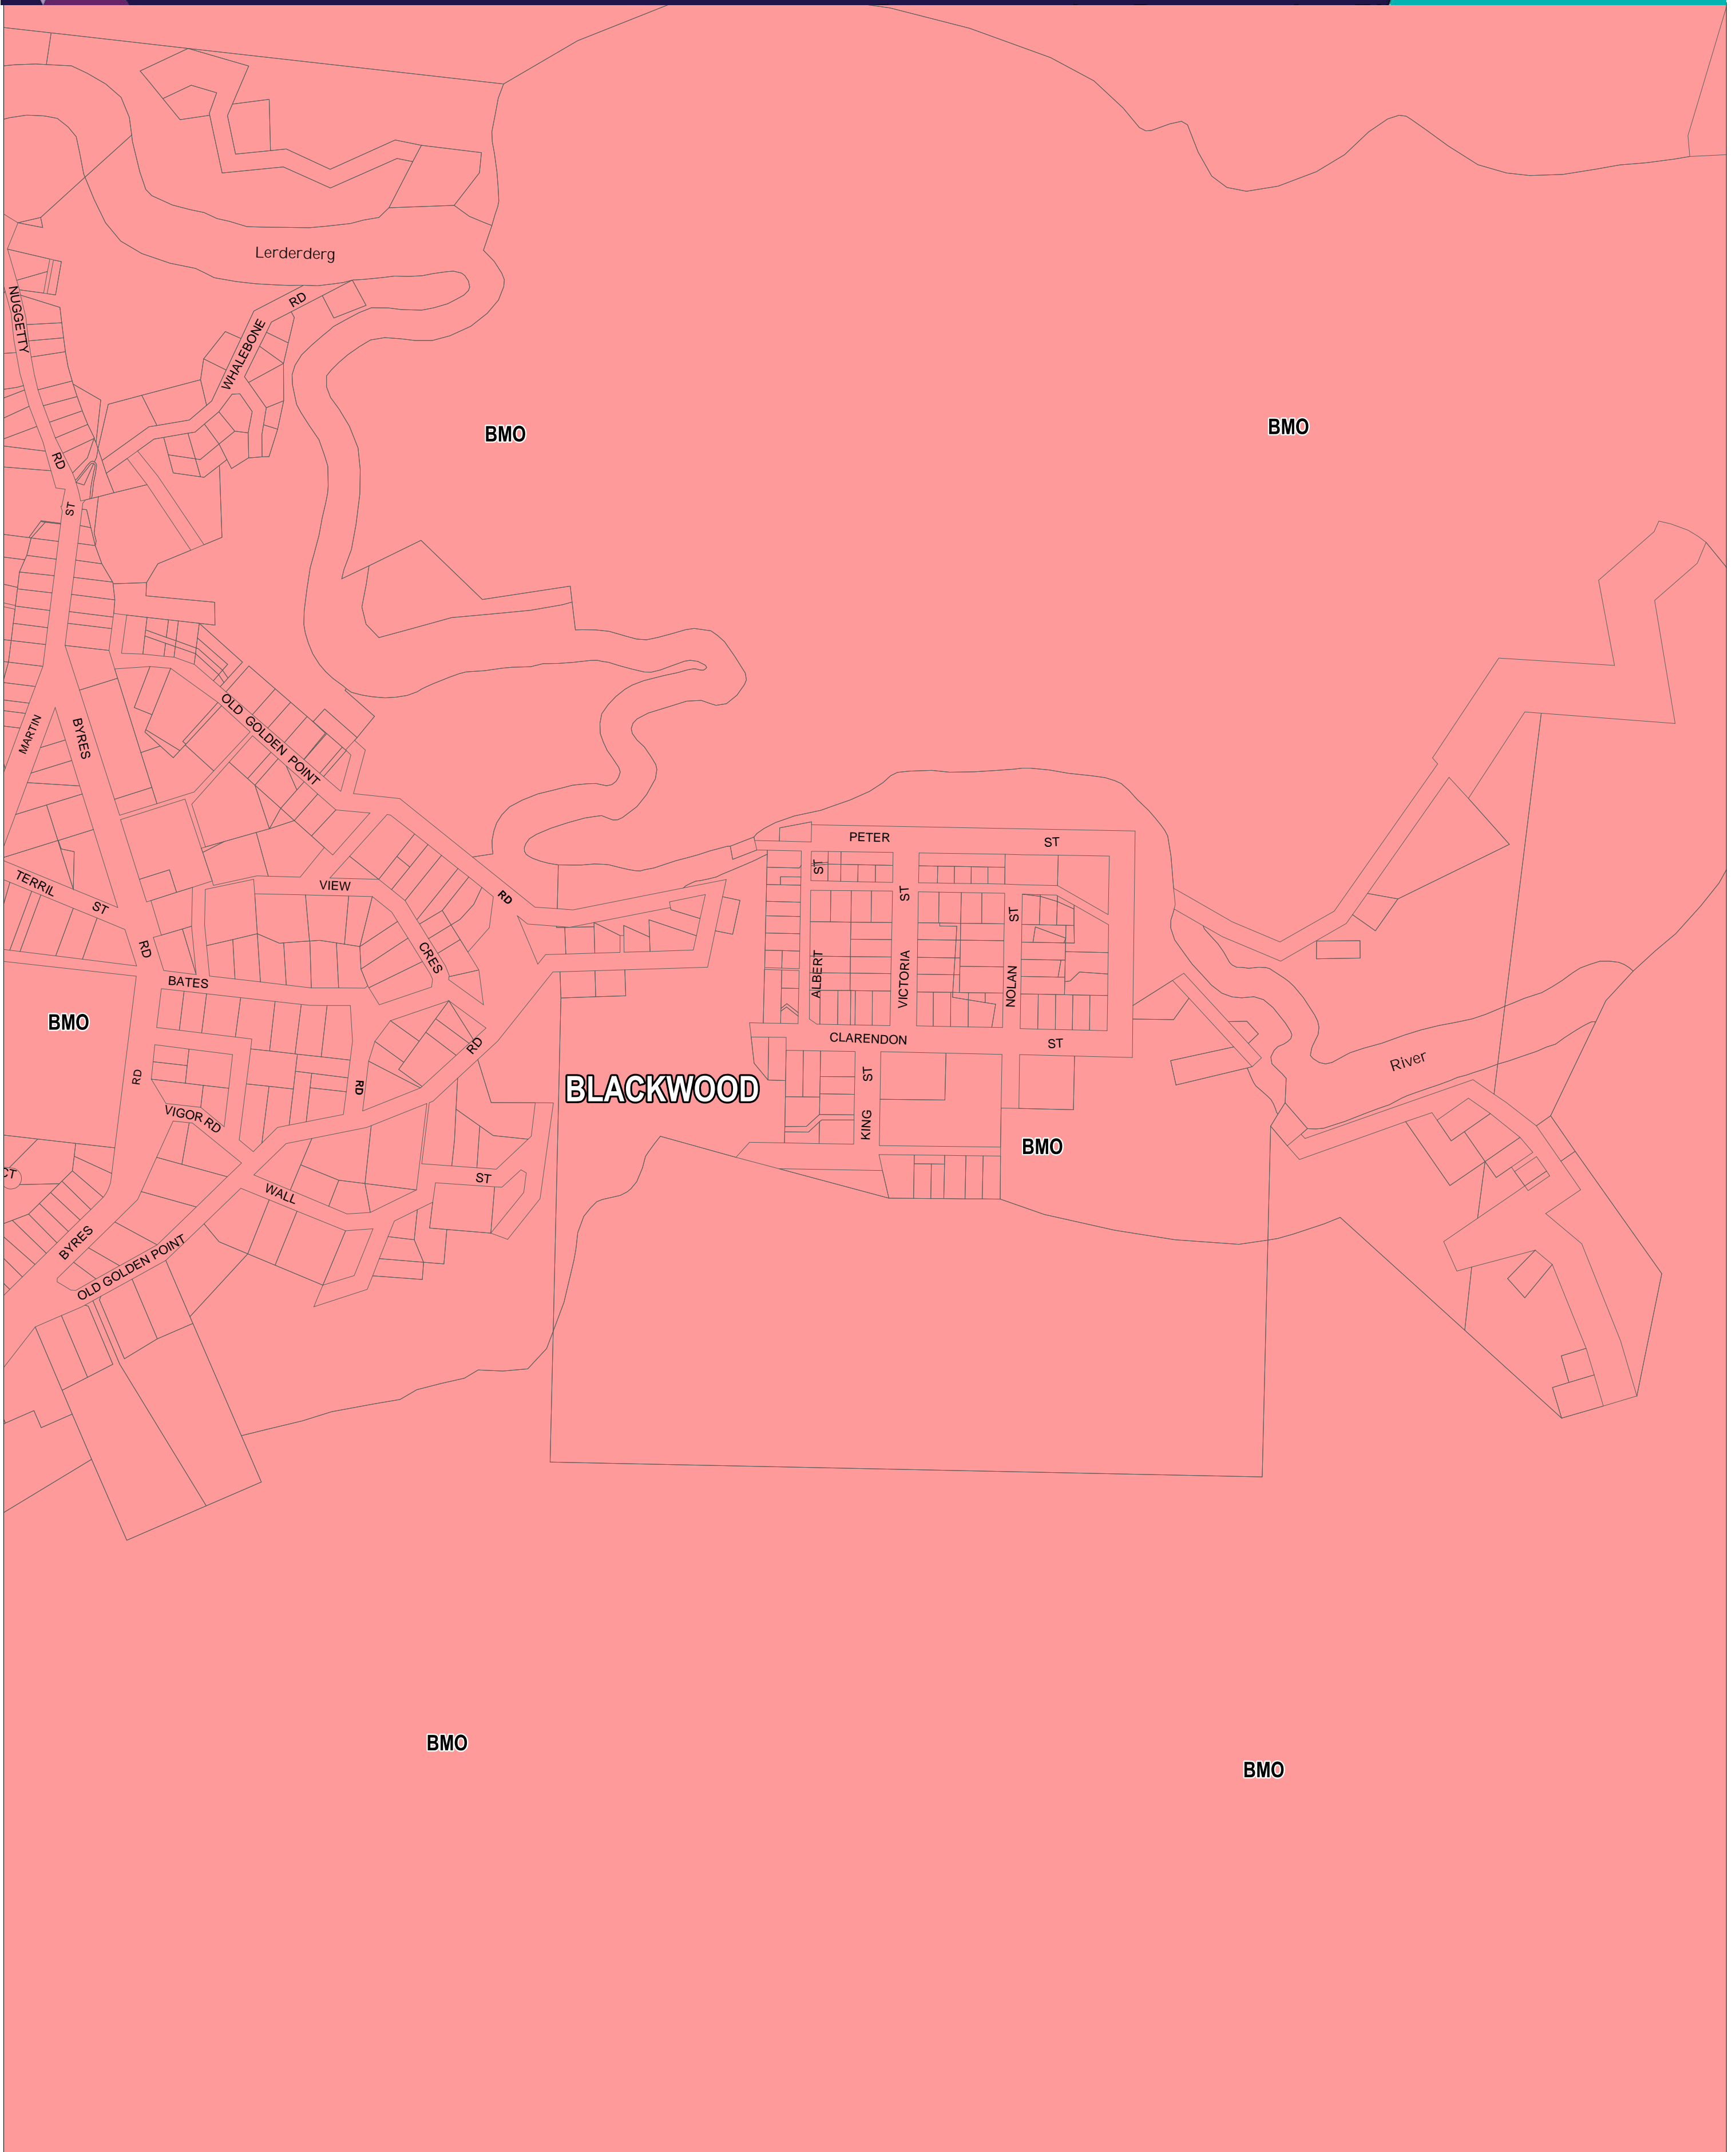 Lerderderg
NUGGETTY
RD
WHALEBONE
RD
BMO
BMO
ST
MARTIN
BYRES
OLD GOLDEN POINT
RD
TERRIL
ST
VIEW
CRES
RD
BATES
BMO
PETER
ST
ST
ST
ST
ALBERT
VICTORIA
NOLAN
CLARENDON
ST
River
RD
RD
RD
BLACKWOOD
ST
KING
VIGOR RD
BMO
CT
WALL
ST
BYRES
OLD GOLDEN POINT
BMO
BMO